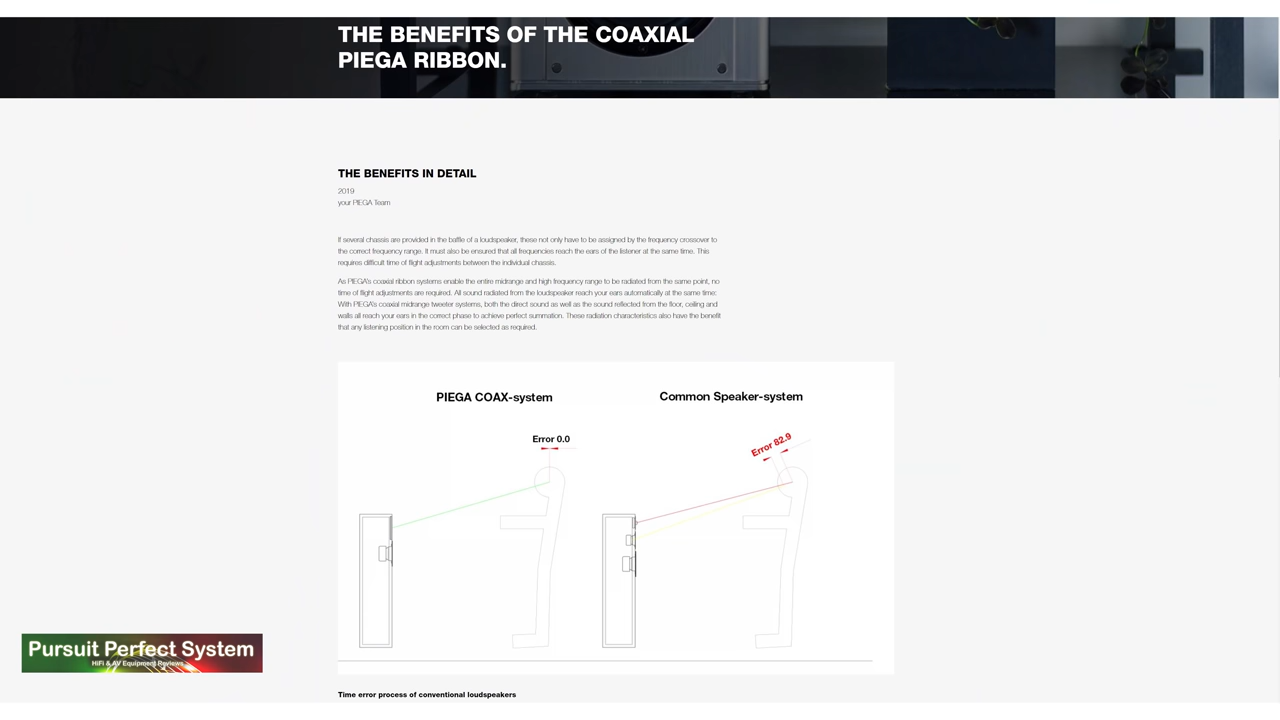 THE BENEFITS OF THE COAXIAL
PIEGA RIBBON.
THE BENEFITS IN DETAIL
2019
your PIEGA Team
If several chassis are provided in the baffle of a loudspeaker, these not only have to be assigned by the frequency crossover to
the correct frequency range. It must also be ensured that all frequencies reach the ears of the listener at the same time. This
requires difficult time of flight adjustments between the individual chassis.
As PIEGA's coaxial ribbon systems enable the entire midrange and high frequency range to be radiated from the same point, no
time of flight adjustments are required. All sound radiated from the loudspeaker reach your ears automatically at the same time:
With PIEGA's coaxial midrange tweeter systems, both the direct sound as well as the sound reflected from the floor, ceiling and
walls all reach your ears in the correct phase to achieve perfect summation. These radiation characteristics also have the benefit
that any listening position in the room can be selected as required.
PIEGA COAX-system
Common Speaker-system
Error 0.0
Error 82.9
Pursuit Perfect System
HiFi & AV Equipment Reviews
Time error process of conventional loudspeakers